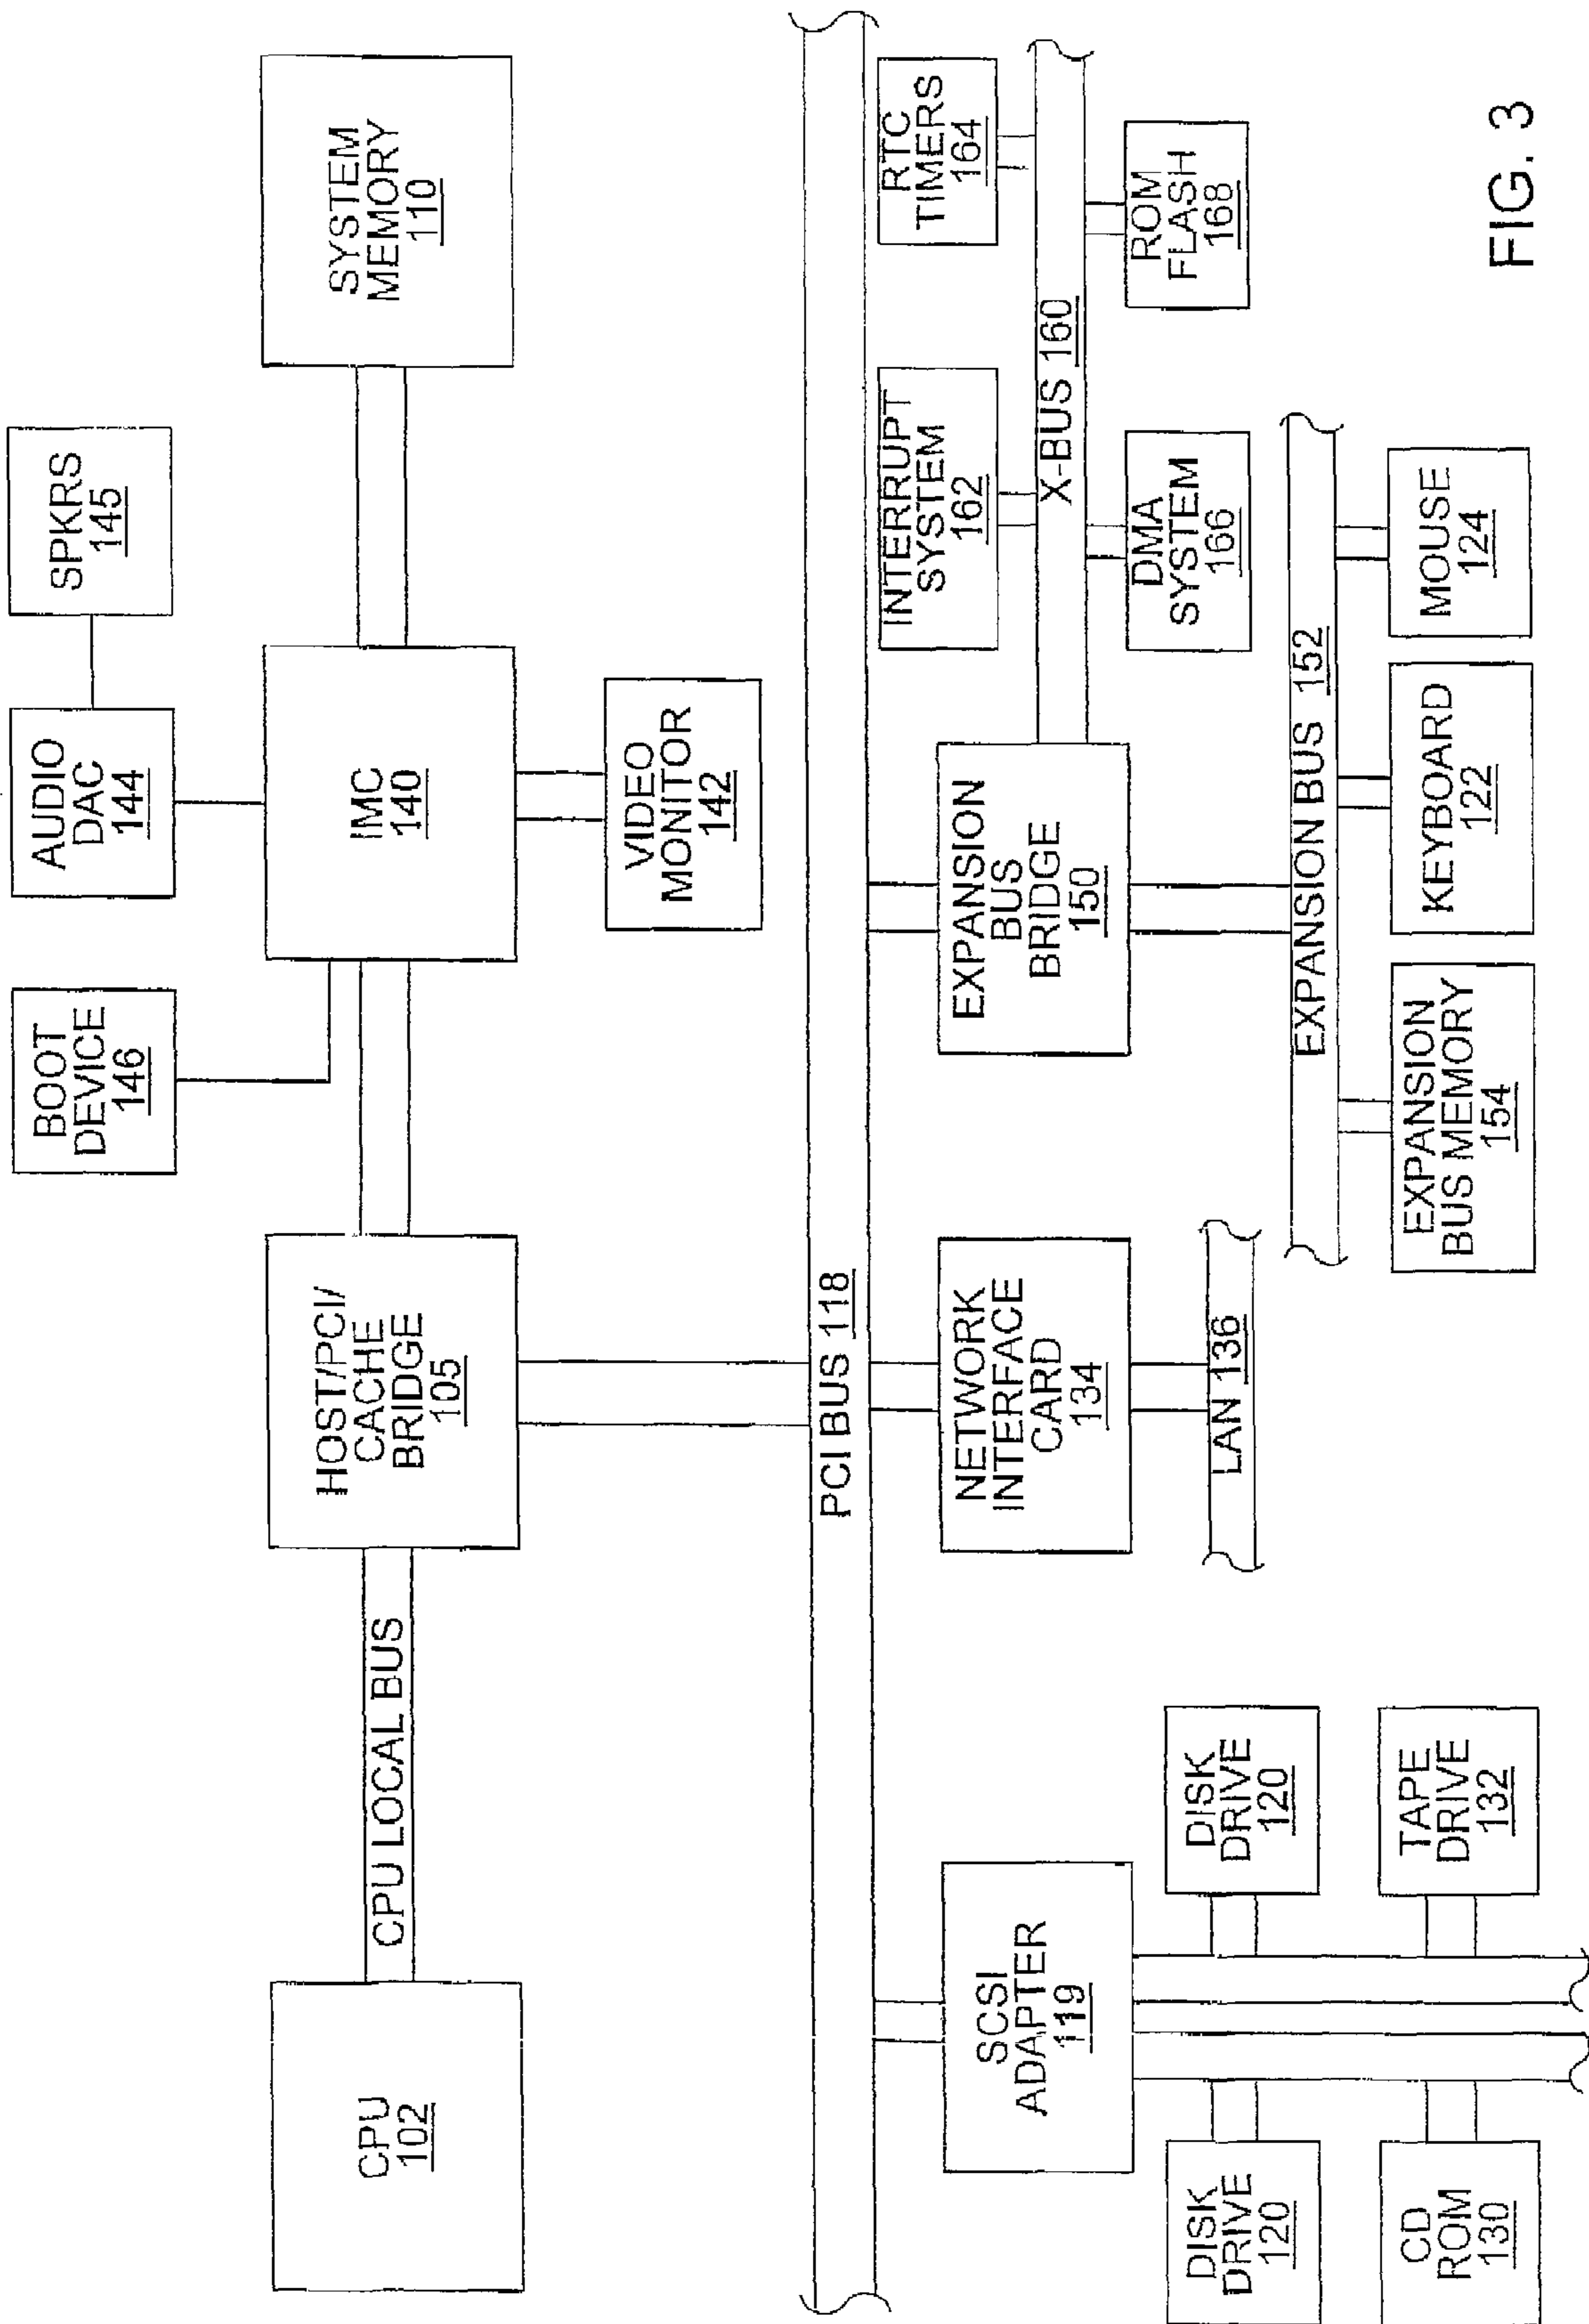 BOOT
DEVICE
146
AUDIO
DAC
144
SPKRS
145
CPU
102
CPU LOCAL BUS
HOST/PCI/
CACHE
BRIDGE
105
IMC
140
SYSTEM
MEMORY
110
VIDEO
MONITOR
142
PCI BUS 118
SCSI
ADAPTER
119
NETWORK
INTERFACE
CARD
134
EXPANSION
BUS
BRIDGE
150
INTERRUPT
SYSTEM
162
RTC
TIMERS
164
X-BUS 160
DMA
SYSTEM
166
ROM
FLASH
168
DISK
DRIVE
120
DISK
DRIVE
120
LAN 136
EXPANSION BUS 152
CD
ROM
130
TAPE
DRIVE
132
EXPANSION
BUS MEMORY
154
KEYBOARD
122
MOUSE
124
FIG. 3